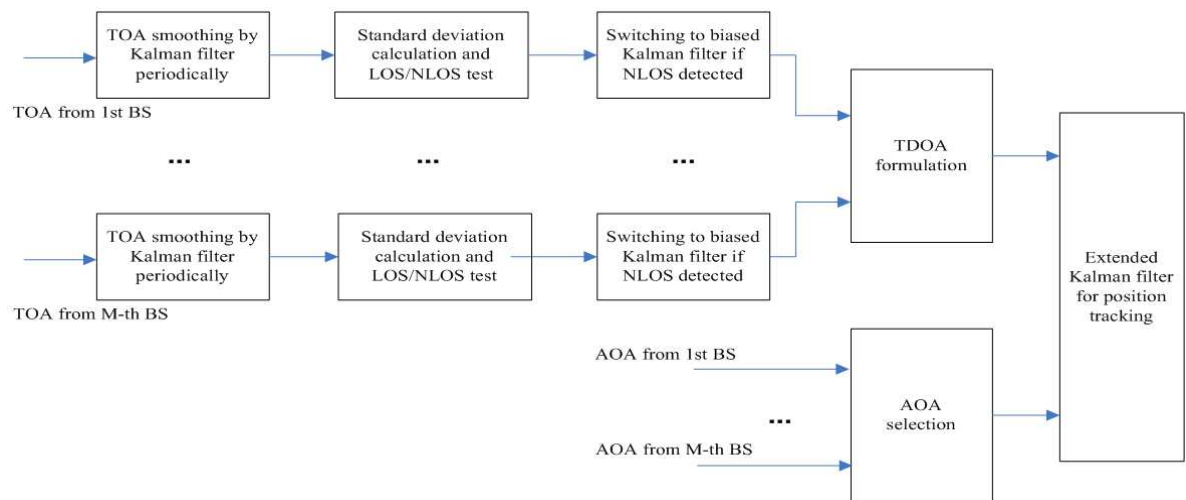 TOA smoothing by
Kalman filter
periodically
Standard deviation
calculation and
LOS/NLOS test
Switching to biased
Kalman filter if
NLOS detected
TOA from 1st BS
TDOA
formulation
...
...
...
TOA smoothing by
Kalman filter
periodically
Standard deviation
calculation and
LOS/NLOS test
Switching to biased
Kalman filter if
NLOS detected
TOA from M-th BS
Extended
Kalman filter
for position
tracking
AOA from 1st BS
...
AOA from M-th BS
AOA
selection